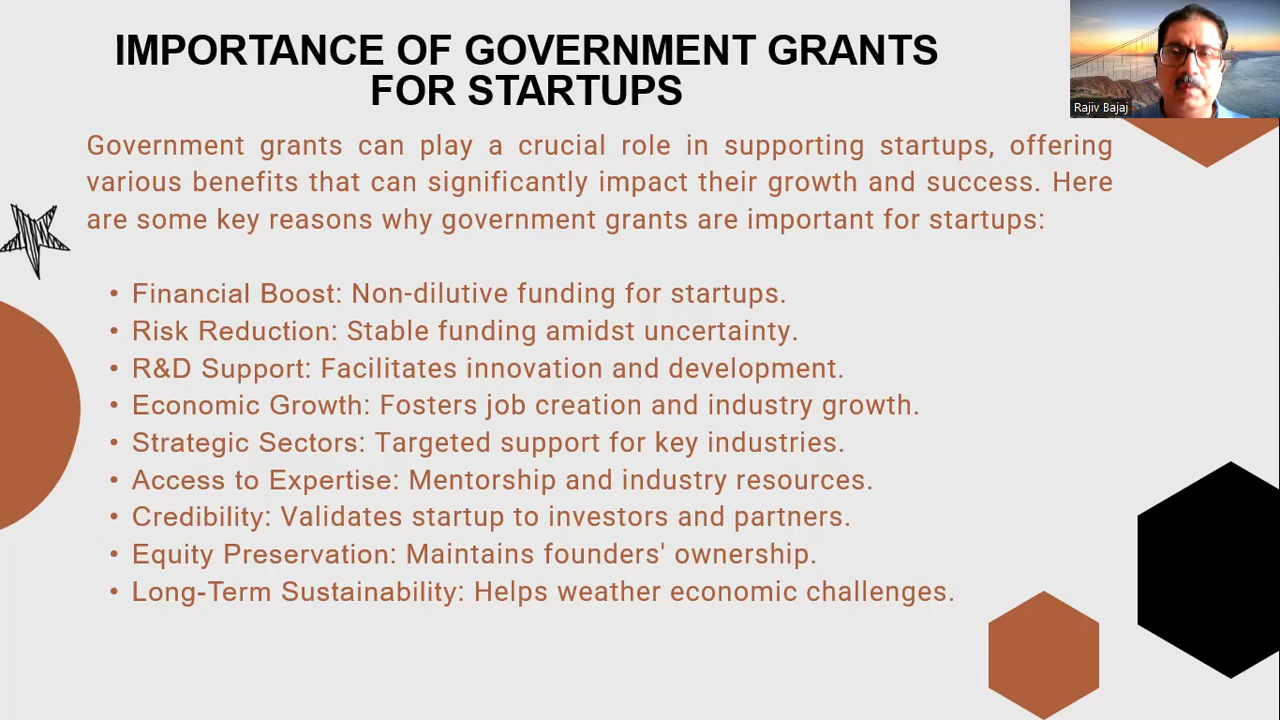 IMPORTANCE OF GOVERNMENT GRANTS
FOR STARTUPS
Rajiv Bajaj
Government grants can play a crucial role in supporting startups, offering
various benefits that can significantly impact their growth and success. Here
are some key reasons why government grants are important for startups:
• Financial Boost: Non-dilutive funding for startups.
• Risk Reduction: Stable funding amidst uncertainty.
• R&D Support: Facilitates innovation and development.
• Economic Growth: Fosters job creation and industry growth.
• Strategic Sectors: Targeted support for key industries.
• Access to Expertise: Mentorship and industry resources.
• Credibility: Validates startup to investors and partners.
• Equity Preservation: Maintains founders' ownership.
• Long-Term Sustainability: Helps weather economic challenges.